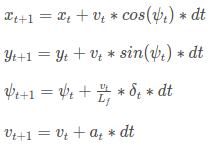 x_{t+1} = x_t + v_t * cos(ψ_t) * dt
y_{t+1} = y_t + v_t * sin(ψ_t) * dt
ψ_{t+1} = ψ_t + \frac{v_t}{L_f} * δ_t * dt
v_{t+1} = v_t + a_t * dt